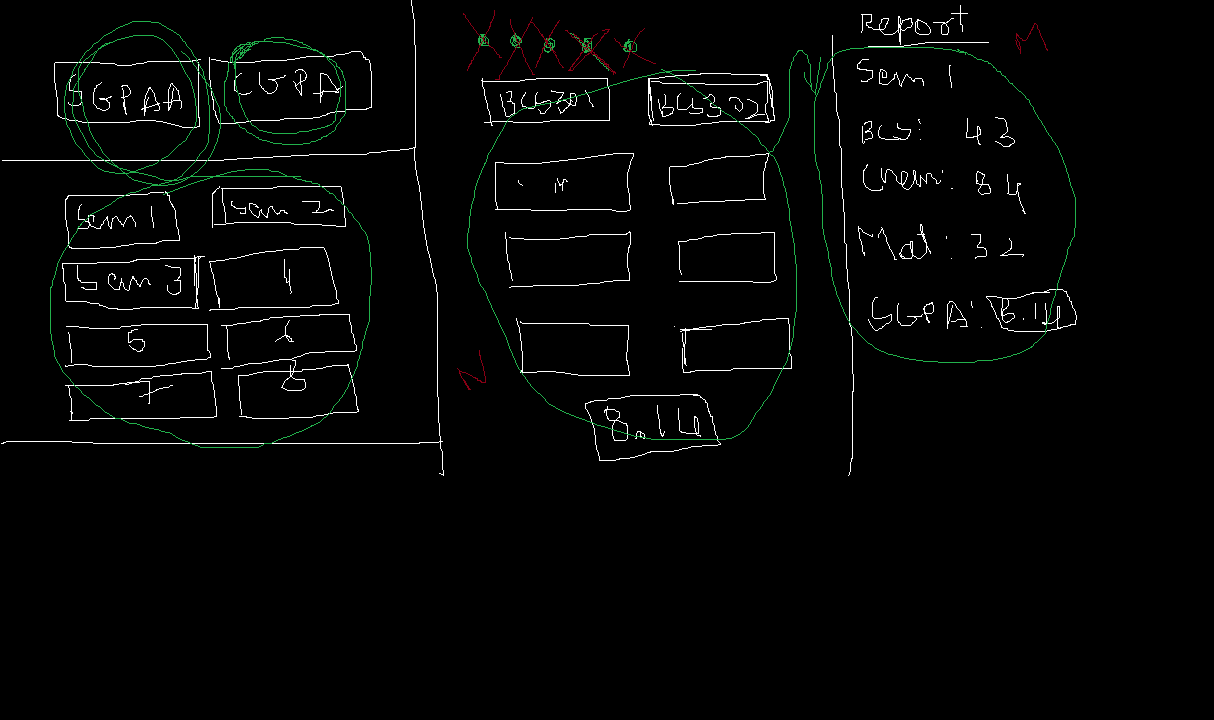 SGPAA CGPA
Sem 1 Sem 2
Sem 3 4
5 6
7 8
BCS301 BCS302
8.14
Report
Sem 1
BCS: 43
Chem: 84
Mad: 32
SGPA: 8.14
M
N